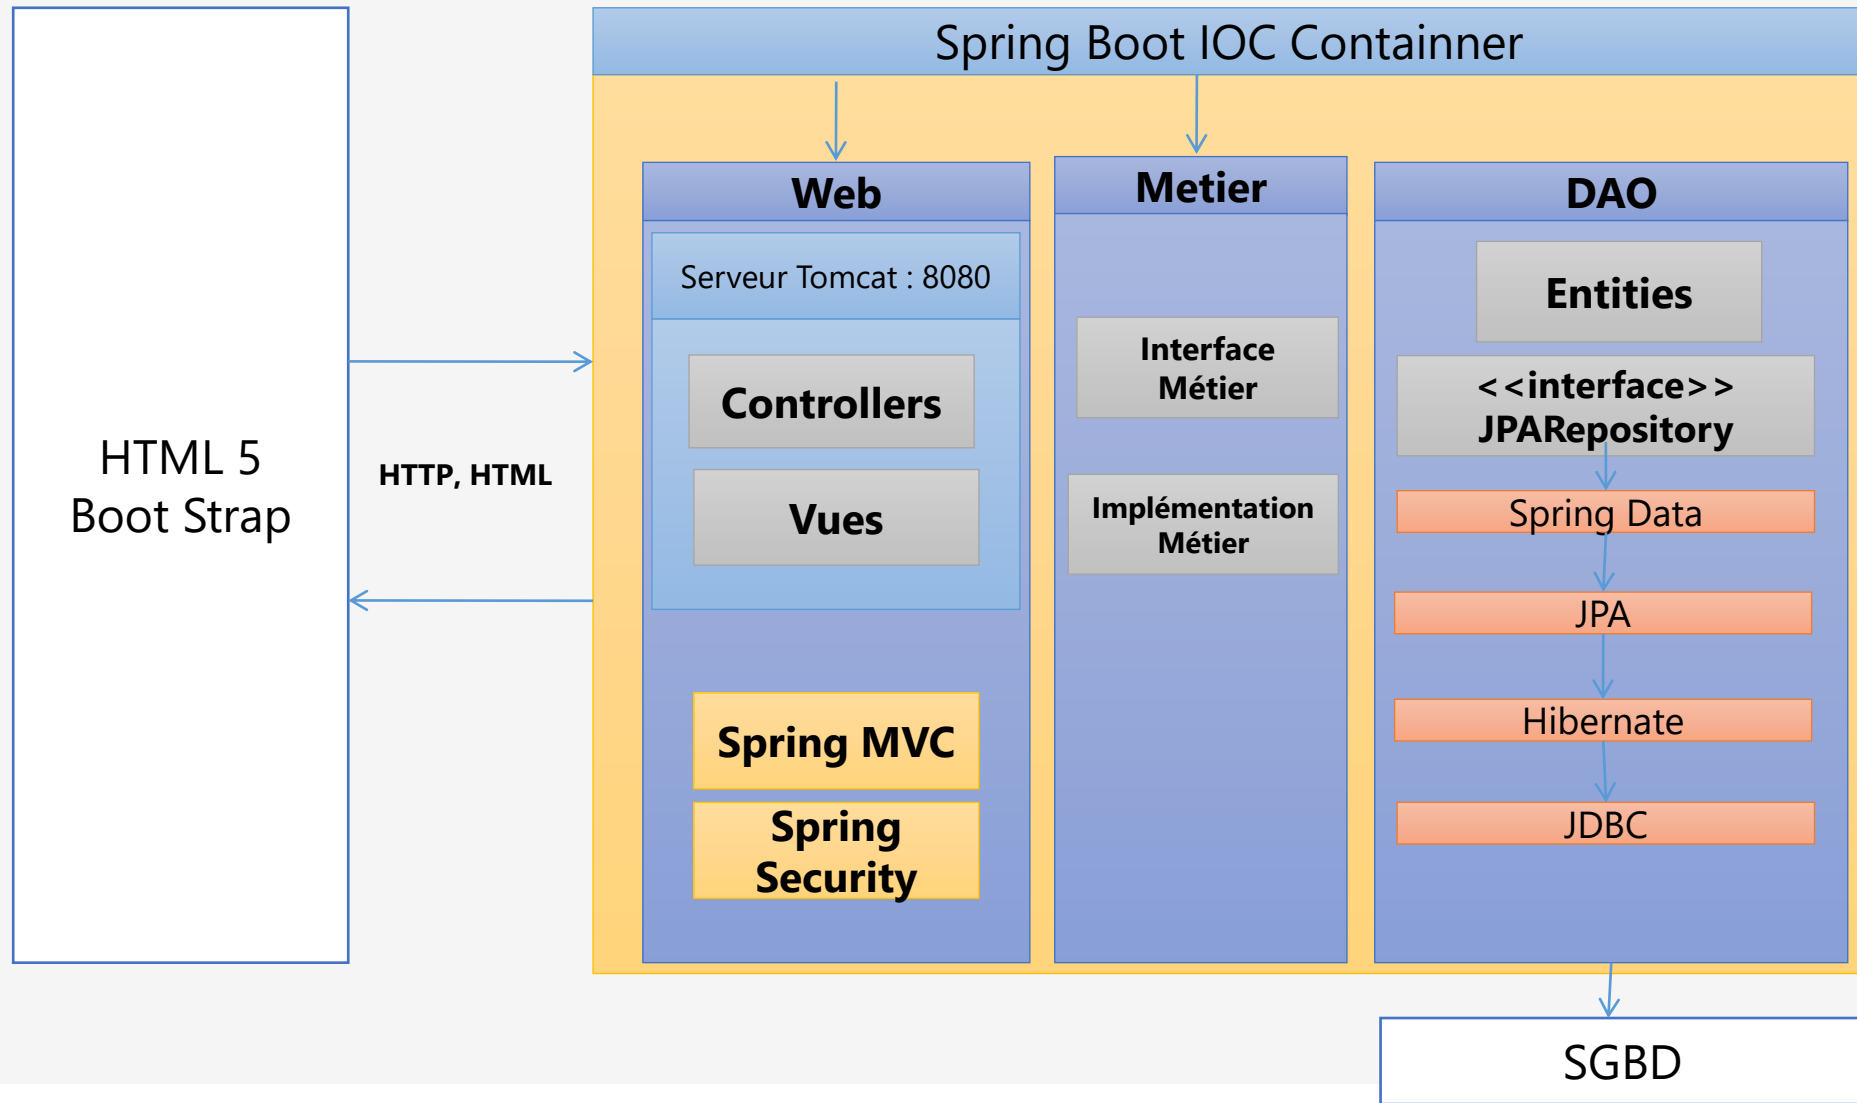 Spring Boot IOC Containner
HTML 5
Boot Strap
HTTP, HTML
Web
Serveur Tomcat : 8080
Controllers
Vues
Spring MVC
Spring
Security
Metier
Interface
Métier
Implémentation
Métier
DAO
Entities
<<interface>>
JPARepository
Spring Data
JPA
Hibernate
JDBC
SGBD